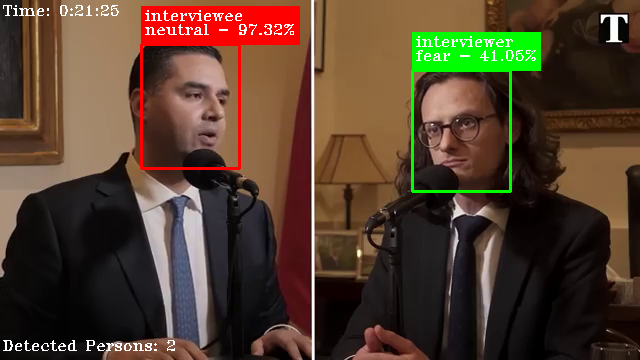 Time: 0:21:25
interviewee
neutral - 97.32%
interviewer
fear - 41.05%
T
Detected Persons: 2